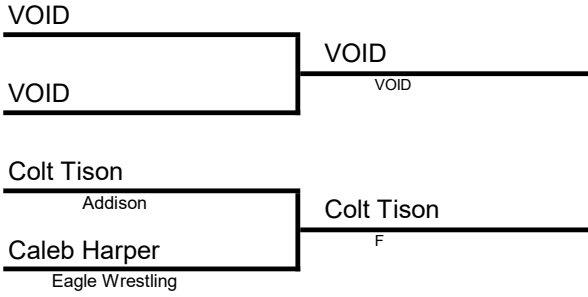 VOID
VOID
VOID
VOID
Colt Tison
Addison
Colt Tison
F
Caleb Harper
Eagle Wrestling